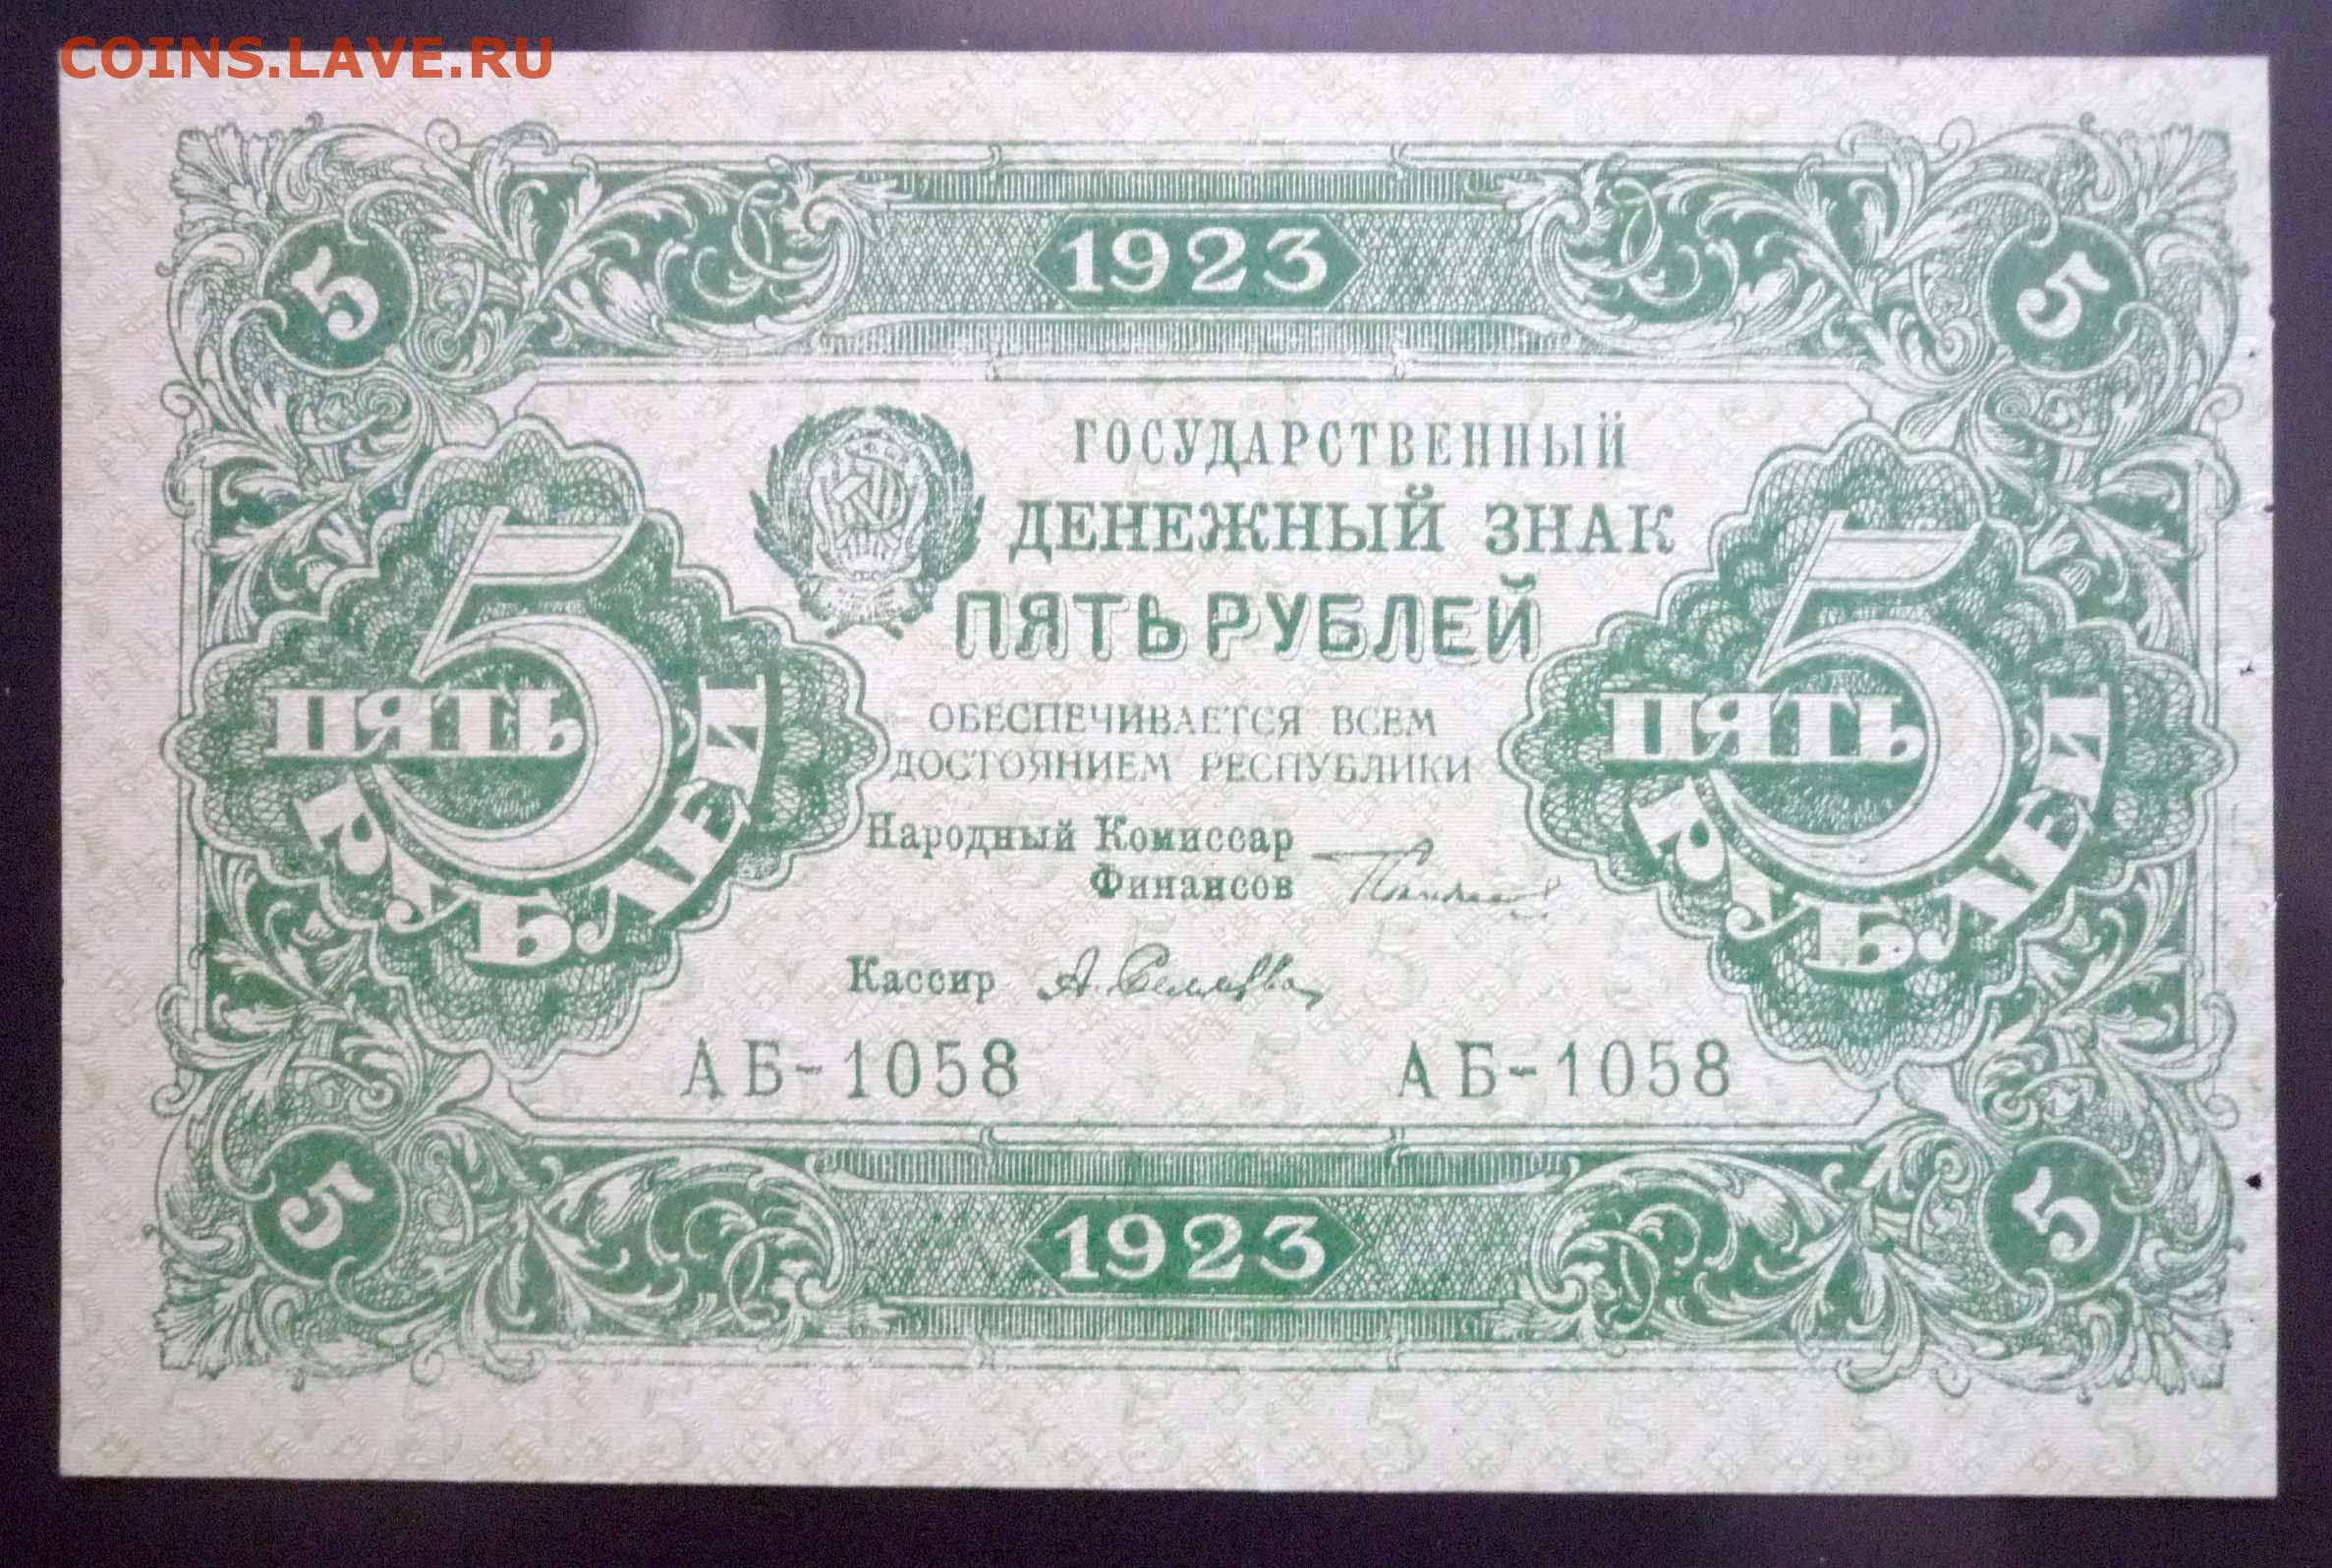 COINS.LAVE.RU
1923
5 5
ГОСУДАРСТВЕННЫЙ
ДЕНЕЖНЫЙ ЗНАК
ПЯТЬ РУБЛЕЙ
5 ПЯТЬ РУБЛЕЙ
5 ПЯТЬ РУБЛЕЙ
ОБЕСПЕЧИВАЕТСЯ ВСЕМ
ДОСТОЯНИЕМ РЕСПУБЛИКИ
Народный Комиссар
Финансов
Кассир
АБ-1058 АБ-1058
5 5
1923